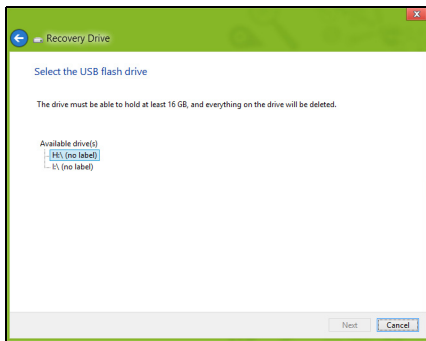 x
Recovery Drive
Select the USB flash drive
The drive must be able to hold at least 16 GB, and everything on the drive will be deleted.
Available drive(s)
H:\ (no label)
I:\ (no label)
Next
Cancel